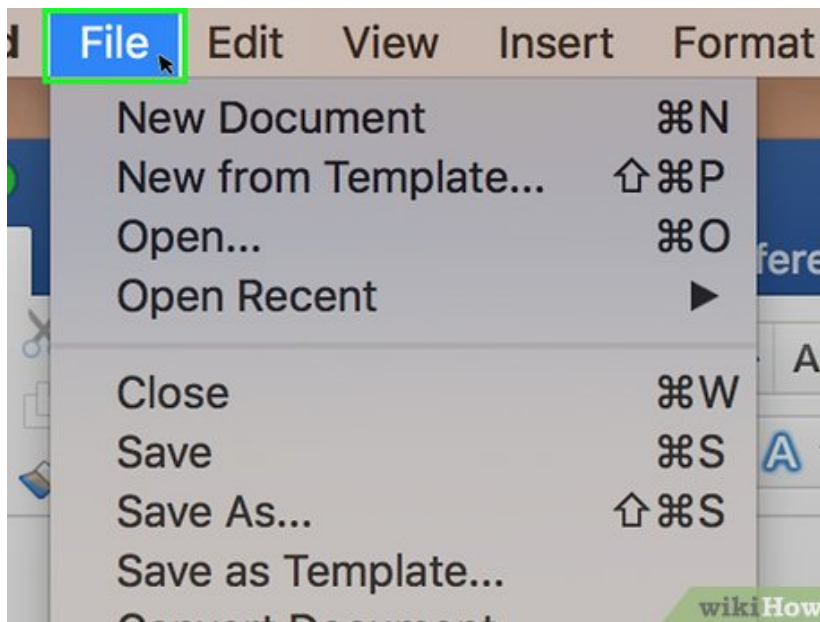 File Edit View Insert Format
New Document ⌘N
New from Template... ⇧⌘P
Open... ⌘O
Open Recent ▶
Close ⌘W
Save ⌘S
Save As... ⇧⌘S
Save as Template...
A
A
wikiHow